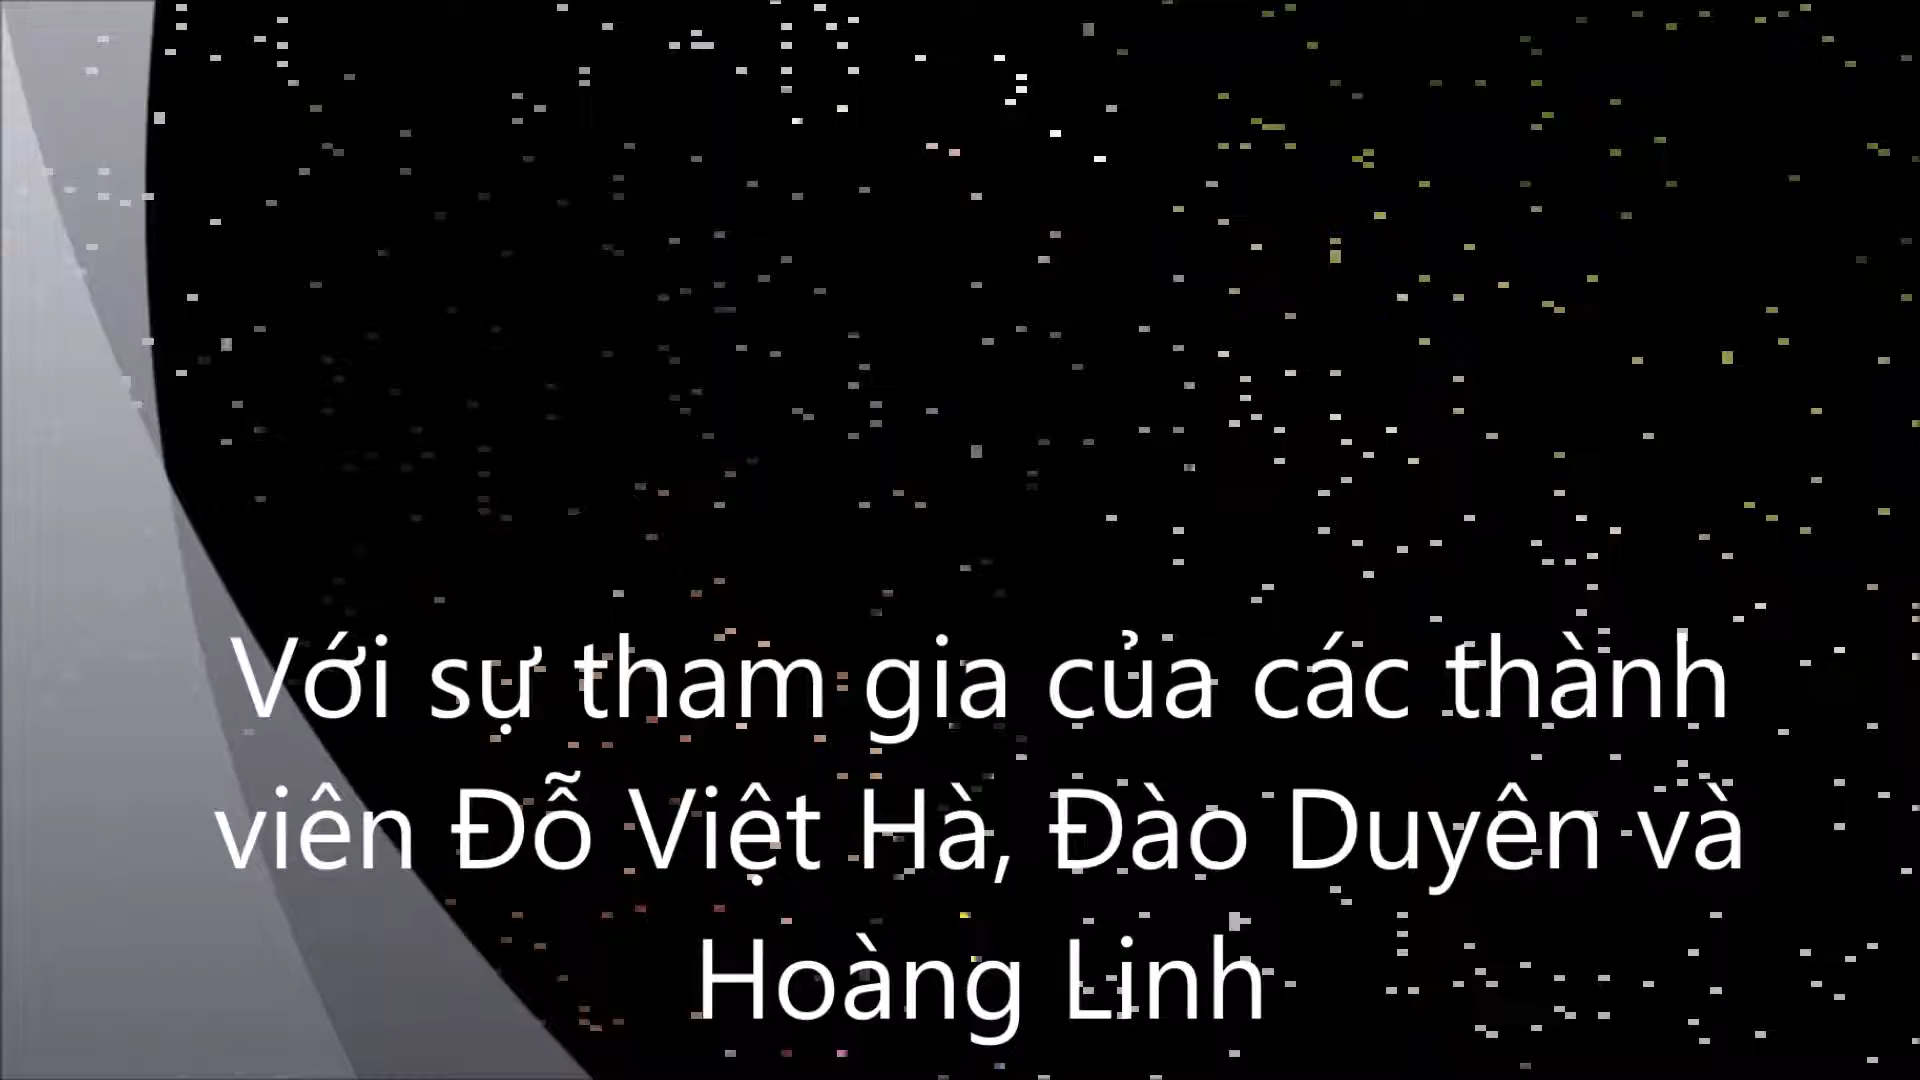 Với sự tham gia của các thành
viên Đỗ Việt Hà, Đào Duyên và
Hoàng Linh